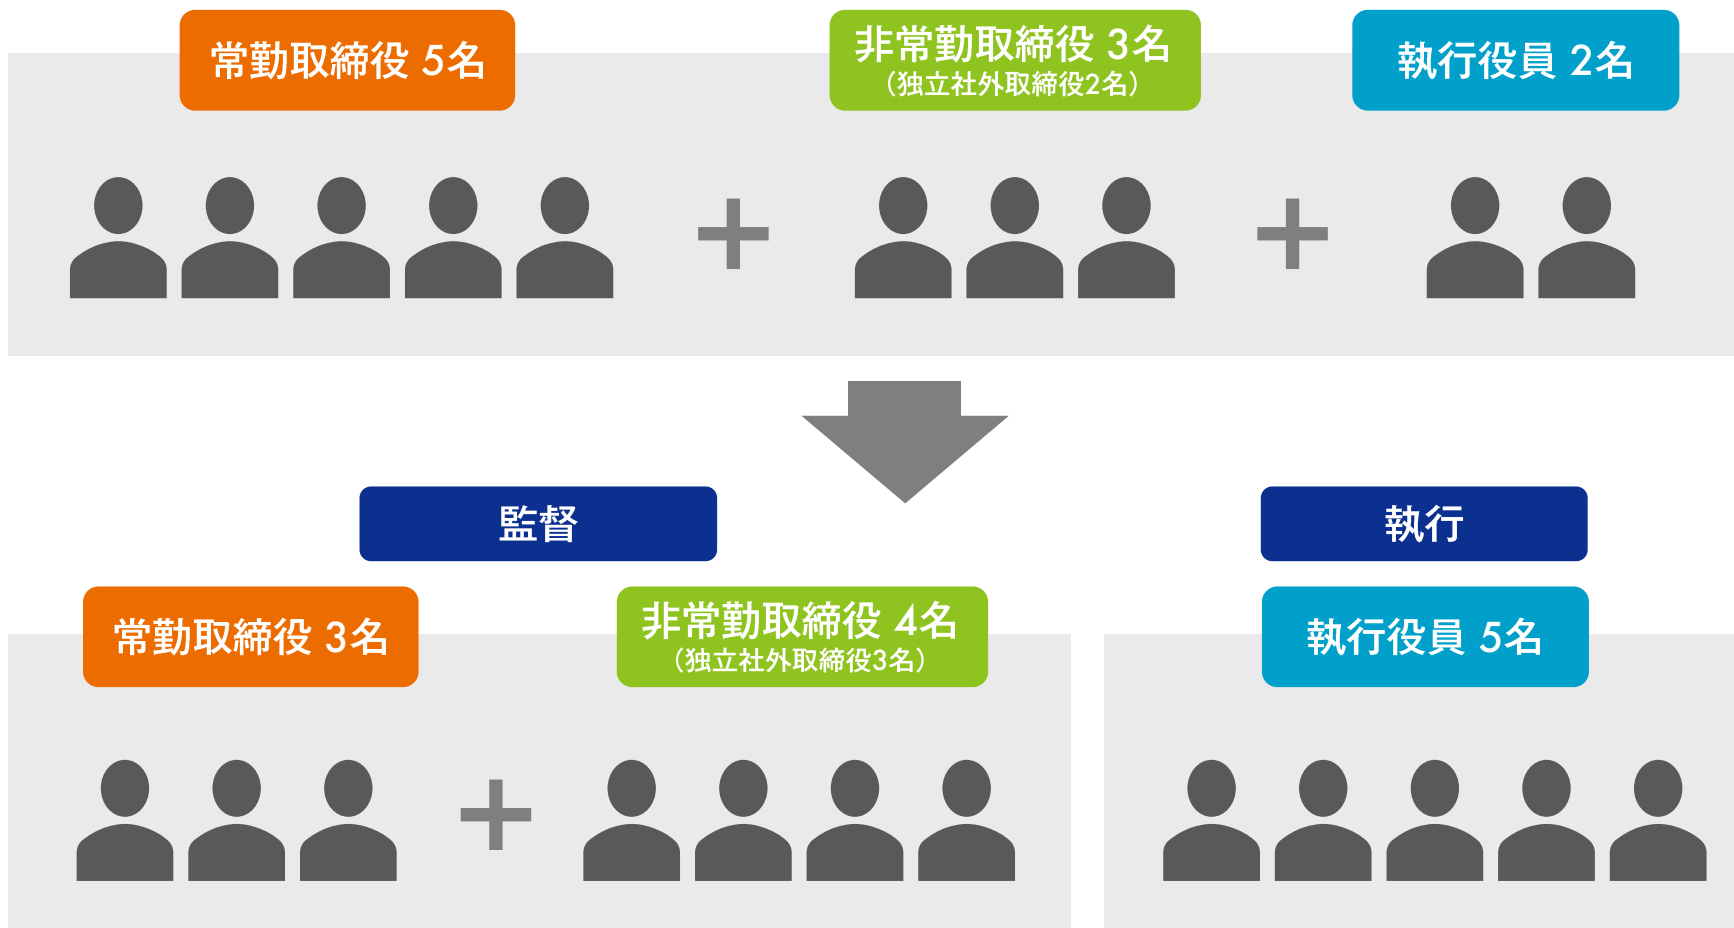 常勤取締役 5名
非常勤取締役 3名
（独立社外取締役2名）
執行役員 2名
監督
執行
常勤取締役 3名
非常勤取締役 4名
（独立社外取締役3名）
執行役員 5名